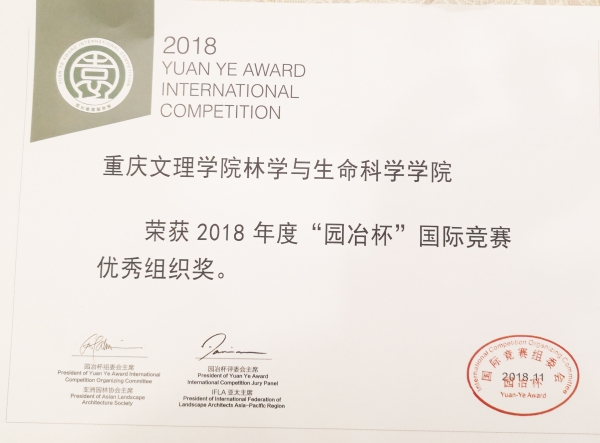 2018
YUAN YE AWARD
INTERNATIONAL
COMPETITION
重庆文理学院林学与生命科学学院
荣获 2018 年度“园冶杯”国际竞赛
优秀组织奖。
园冶杯组委会主席
President of Yuan Ye Award International
Competition Organizing Committee
亚洲园林协会主席
President of Asian Landscape
Architecture Society
园冶杯评委会主席
President of Yuan Ye Award
International Competition Jury Panel
IFLA 亚太主席
President of International Federation of
Landscape Architects Asia–Pacific Region
International Competition Organizing Committee
国际竞赛组委会
2018.11
园冶杯
Yuan-Ye Award